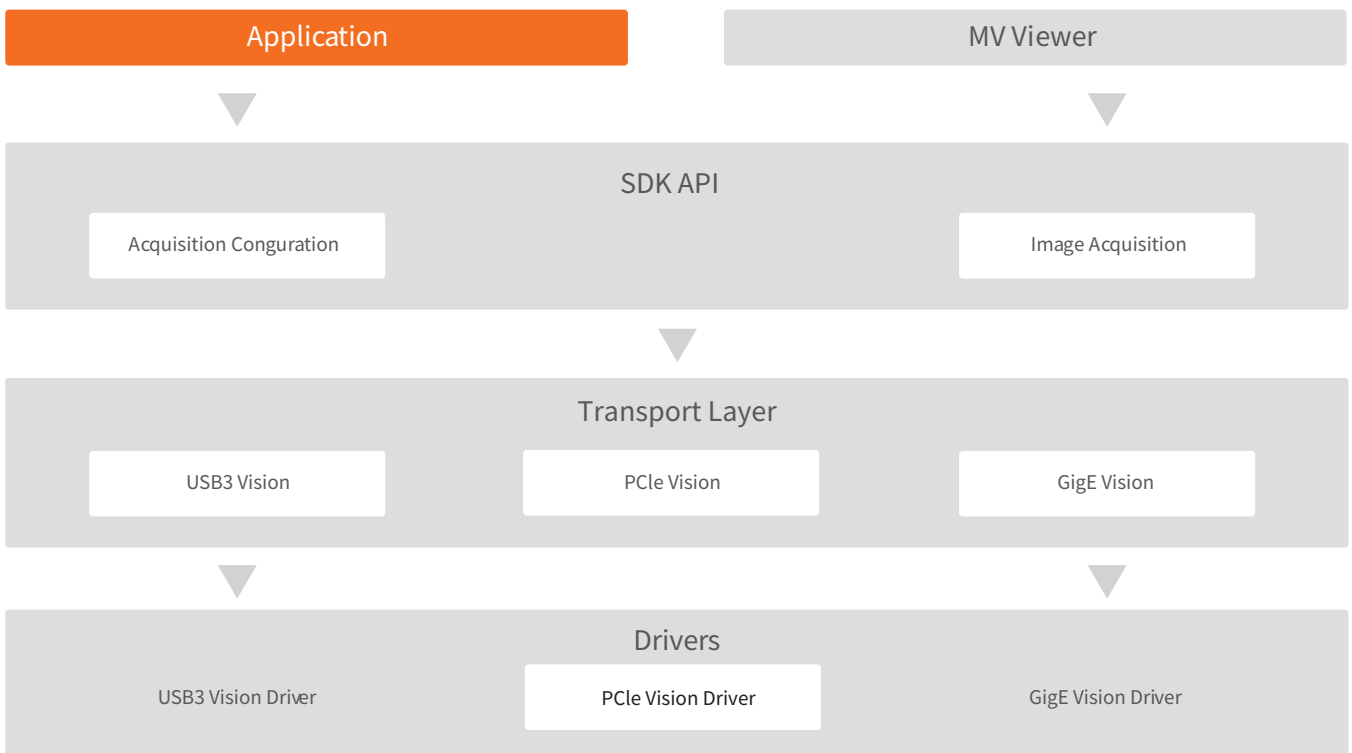 Application
MV Viewer
SDK API
Acquisition Conguration
Image Acquisition
Transport Layer
USB3 Vision
PCle Vision
GigE Vision
Drivers
USB3 Vision Driver
PCle Vision Driver
GigE Vision Driver